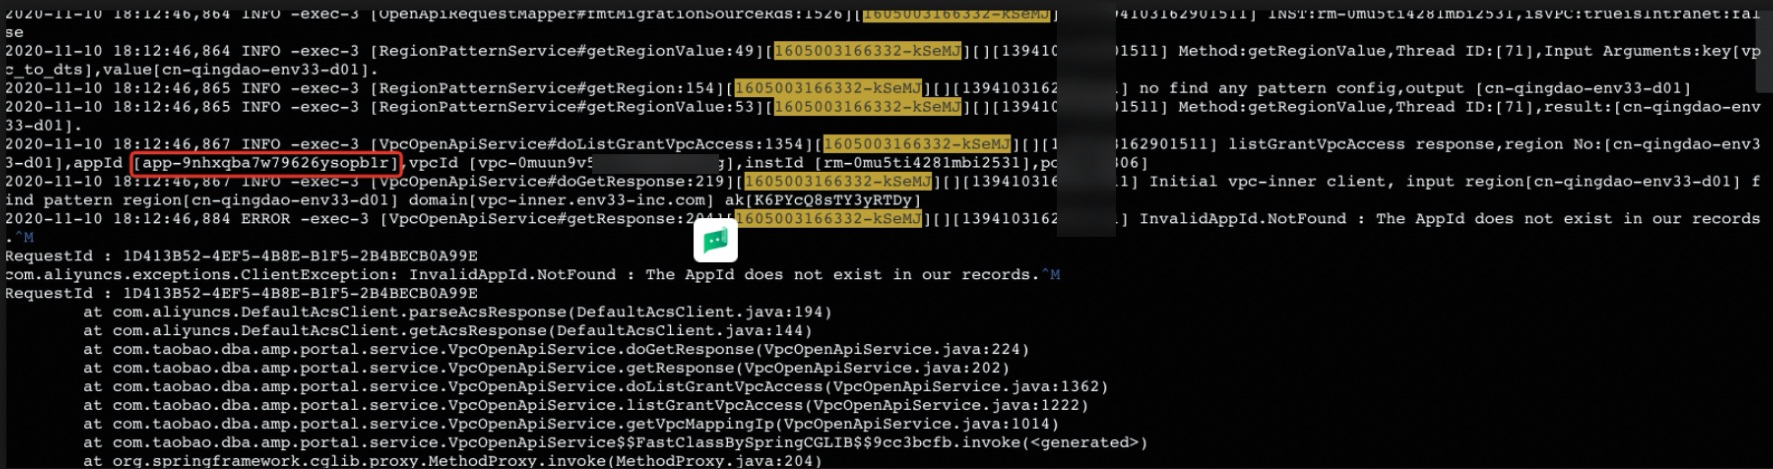 2020-11-10 18:12:46,864 INFO -exec-3 [OpenApiRequestMapper#fmtMigrationSourceRds:1526][1605003166332-kSeMJ] 94103162901511] INST:rm-0mu5ti4281mbi2531,isVPC:trueisIntranet:fal
se
2020-11-10 18:12:46,864 INFO -exec-3 [RegionPatternService#getRegionValue:49][1605003166332-kSeMJ][][139410 01511] Method:getRegionValue,Thread ID:[71],Input Arguments:key[vp
c_to_dts],value[cn-qingdao-env33-d01].
2020-11-10 18:12:46,865 INFO -exec-3 [RegionPatternService#getRegion:154][1605003166332-kSeMJ][][139410 ] no find any pattern config,output [cn-qingdao-env33-d01]
2020-11-10 18:12:46,865 INFO -exec-3 [RegionPatternService#getRegionValue:53][1605003166332-kSeMJ][][139410 01511] Method:getRegionValue,Thread ID:[71],result:[cn-qingdao-env
33-d01].
2020-11-10 18:12:46,867 INFO -exec-3 [VpcOpenApiService#doListGrantVpcAccess:1354][1605003166332-kSeMJ][][1 3162901511] listGrantVpcAccess response,region No:[cn-qingdao-env3
3-d01],appId [app-9nhxqba7w79626ysopblr],vpcId [vpc-0muun9v5 g],instId [rm-0mu5ti4281mbi2531],po 306]
2020-11-10 18:12:46,867 INFO -exec-3 [VpcOpenApiService#doGetResponse:219][1605003166332-kSeMJ][][139410316 11] Initial vpc-inner client, input region[cn-qingdao-env33-d01] f
ind pattern region[cn-qingdao-env33-d01] domain[vpc-inner.env33-inc.com] ak[K6PYcQ8sTY3yRTDy]
2020-11-10 18:12:46,884 ERROR -exec-3 [VpcOpenApiService#getResponse:204][1605003166332-kSeMJ][][1394103162 ] InvalidAppId.NotFound : The AppId does not exist in our records
.^M
RequestId : 1D413B52-4EF5-4B8E-B1F5-2B4BECB0A99E
com.aliyuncs.exceptions.ClientException: InvalidAppId.NotFound : The AppId does not exist in our records.^M
RequestId : 1D413B52-4EF5-4B8E-B1F5-2B4BECB0A99E
at com.aliyuncs.DefaultAcsClient.parseAcsResponse(DefaultAcsClient.java:194)
at com.aliyuncs.DefaultAcsClient.getAcsResponse(DefaultAcsClient.java:144)
at com.taobao.dba.amp.portal.service.VpcOpenApiService.doGetResponse(VpcOpenApiService.java:224)
at com.taobao.dba.amp.portal.service.VpcOpenApiService.getResponse(VpcOpenApiService.java:202)
at com.taobao.dba.amp.portal.service.VpcOpenApiService.doListGrantVpcAccess(VpcOpenApiService.java:1362)
at com.taobao.dba.amp.portal.service.VpcOpenApiService.listGrantVpcAccess(VpcOpenApiService.java:1222)
at com.taobao.dba.amp.portal.service.VpcOpenApiService.getVpcMappingIp(VpcOpenApiService.java:1014)
at com.taobao.dba.amp.portal.service.VpcOpenApiService$$FastClassBySpringCGLIB$$9cc3bcfb.invoke(<generated>)
at org.springframework.cglib.proxy.MethodProxy.invoke(MethodProxy.java:204)